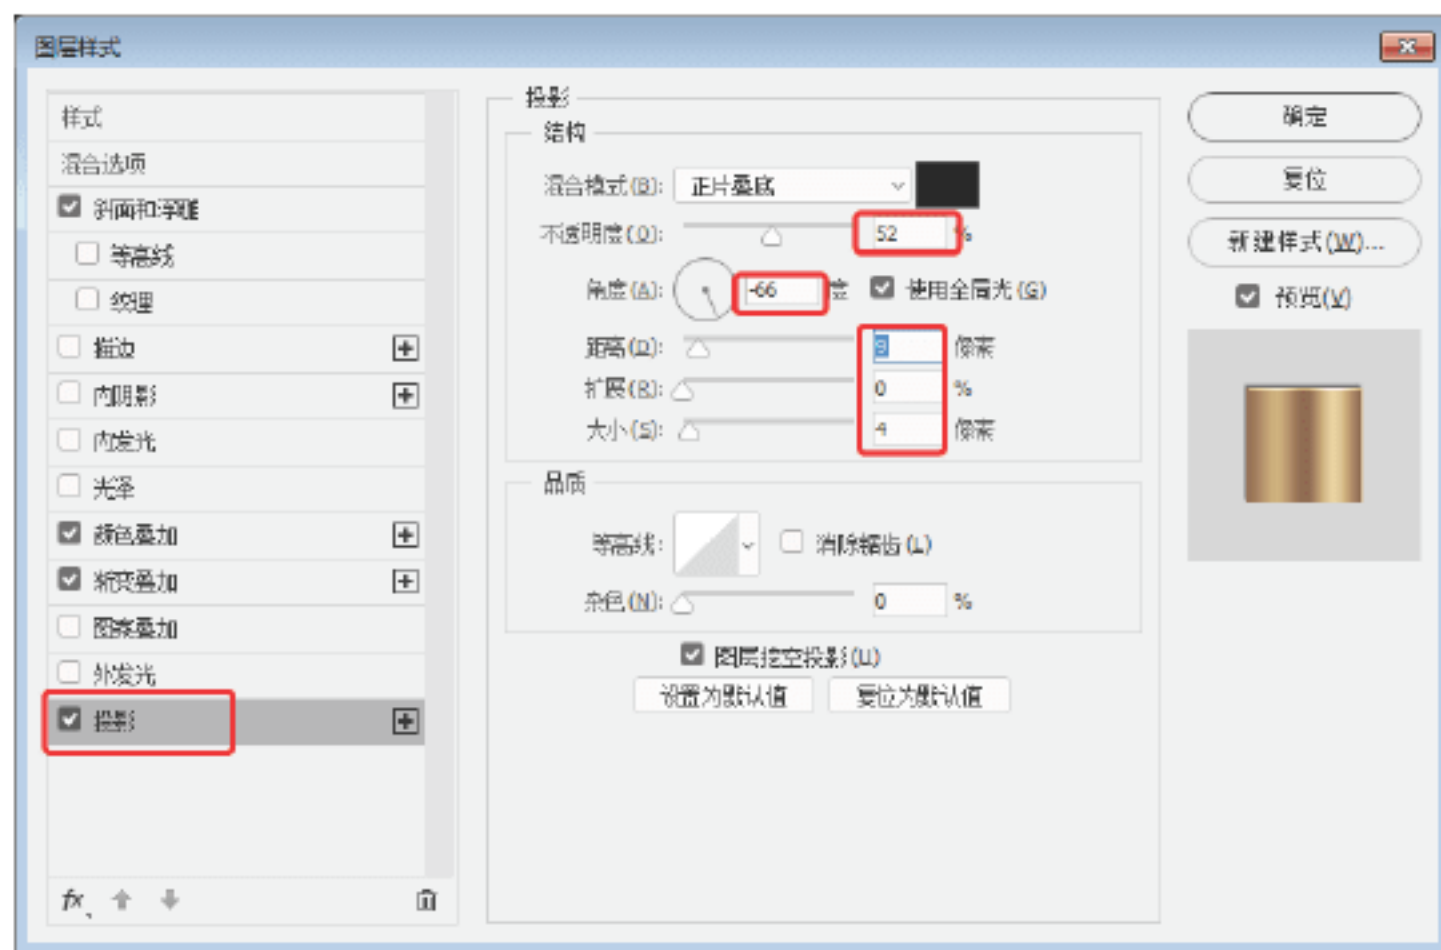 图层样式
样式
混合选项
斜面和浮雕
等高线
纹理
描边
内阴影
内发光
光泽
颜色叠加
渐变叠加
图案叠加
外发光
投影
fx
投影
结构
混合模式(B): 正片叠底
不透明度(O): 52 %
角度(A): -66 度 使用全局光(G)
距离(D): 9 像素
扩展(R): 0 %
大小(S): 4 像素
品质
等高线: 消除锯齿(L)
杂色(N): 0 %
图层挖空投影(U)
设置为默认值 复位为默认值
确定
复位
新建样式(W)...
预览(V)